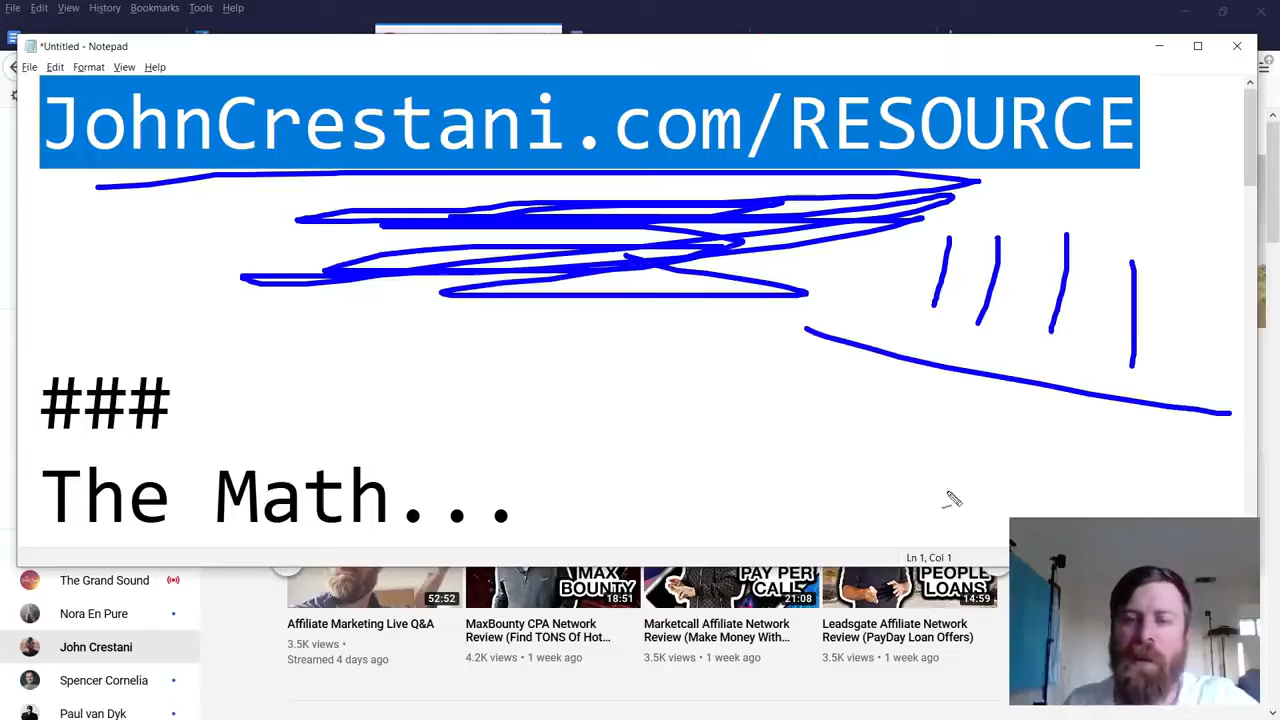 File Edit View History Bookmarks Tools Help
*Untitled - Notepad
File Edit Format View Help
JohnCrestani.com/RESOURCE
###
The Math...
Ln 1, Col 1
The Grand Sound
Nora En Pure
John Crestani
Spencer Cornelia
Paul van Dyk
52:52
MAX
BOUNTY
18:51
PAY PER
CALL
21:08
PEOPLE
LOANS
14:59
Affiliate Marketing Live Q&A
3.5K views •
Streamed 4 days ago
MaxBounty CPA Network
Review (Find TONS Of Hot...
4.2K views • 1 week ago
Marketcall Affiliate Network
Review (Make Money With...
3.5K views • 1 week ago
Leadsgate Affiliate Network
Review (PayDay Loan Offers)
3.5K views • 1 week ago